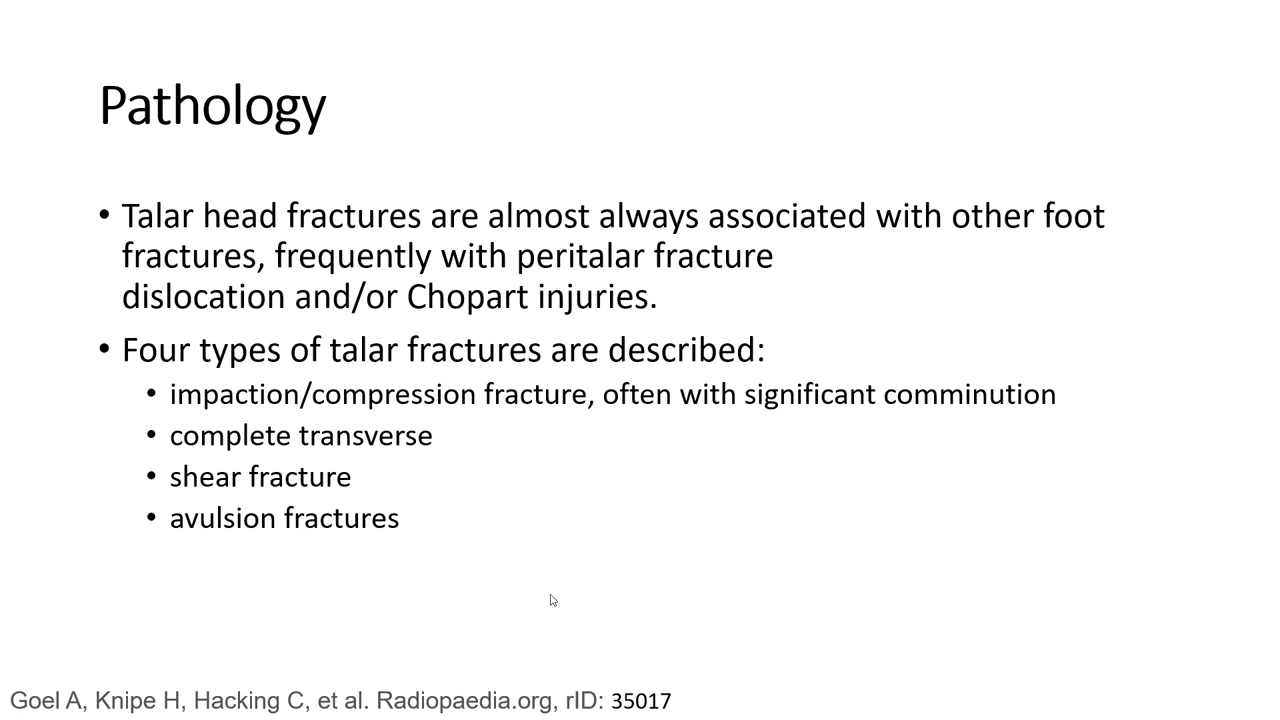 Pathology
• Talar head fractures are almost always associated with other foot
fractures, frequently with peritalar fracture
dislocation and/or Chopart injuries.
• Four types of talar fractures are described:
• impaction/compression fracture, often with significant comminution
• complete transverse
• shear fracture
• avulsion fractures
Goel A, Knipe H, Hacking C, et al. Radiopaedia.org, rID: 35017